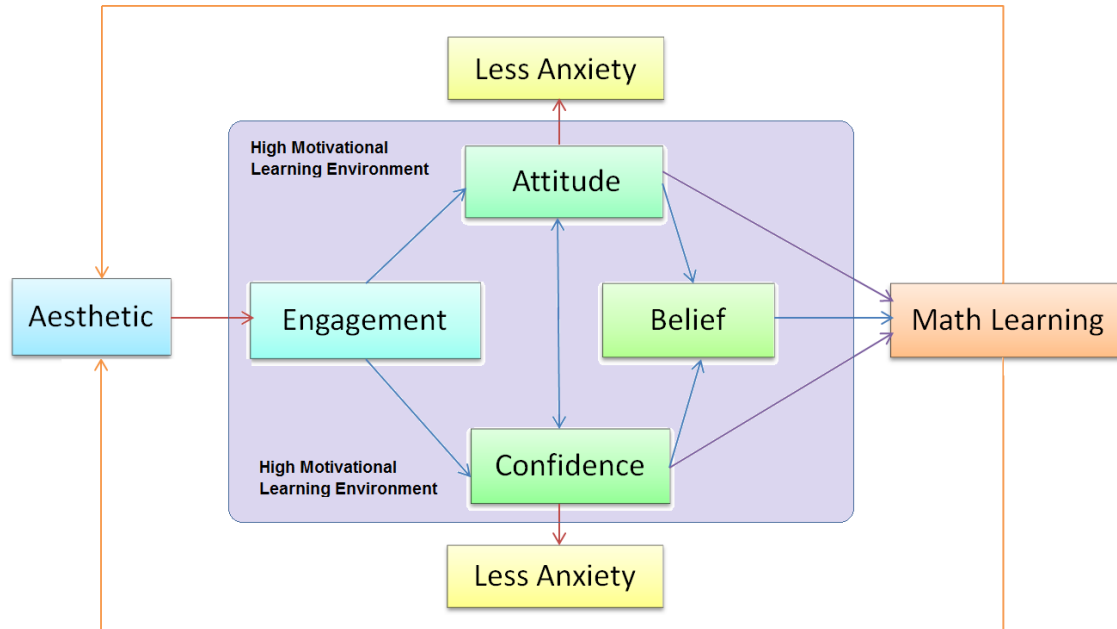 Less Anxiety
High Motivational
Learning Environment
Attitude
Aesthetic
Engagement
Belief
Math Learning
Confidence
High Motivational
Learning Environment
Less Anxiety